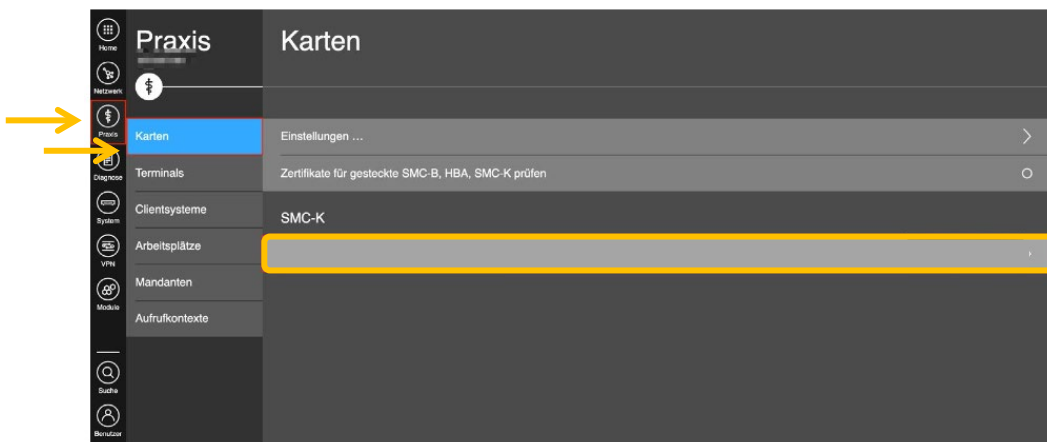 Home
Netzwerk
Praxis
Diagnose
System
VPN
Module
Suche
Benutzer
Praxis
Karten
Terminals
Clientsysteme
Arbeitsplätze
Mandanten
Aufrufkontexte
Karten
Einstellungen ...
Zertifikate für gesteckte SMC-B, HBA, SMC-K prüfen
SMC-K